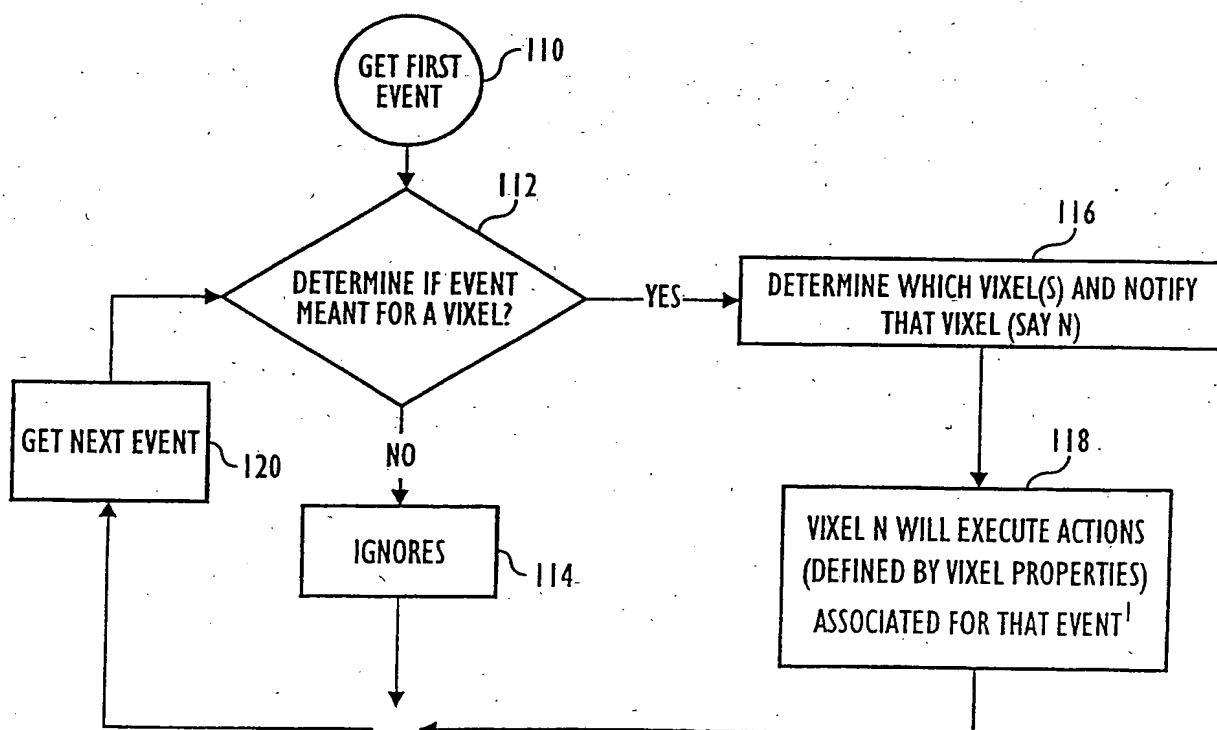 GET FIRST
EVENT
110
112
DETERMINE IF EVENT
MEANT FOR A VIXEL?
YES
116
DETERMINE WHICH VIXEL(S) AND NOTIFY
THAT VIXEL (SAY N)
GET NEXT EVENT
120
NO
IGNORES
114
118
VIXEL N WILL EXECUTE ACTIONS
(DEFINED BY VIXEL PROPERTIES)
ASSOCIATED FOR THAT EVENT¹